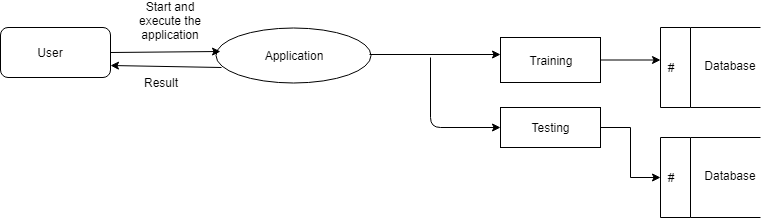 Start and
execute the
application
User
Application
Result
Training
# Database
Testing
# Database